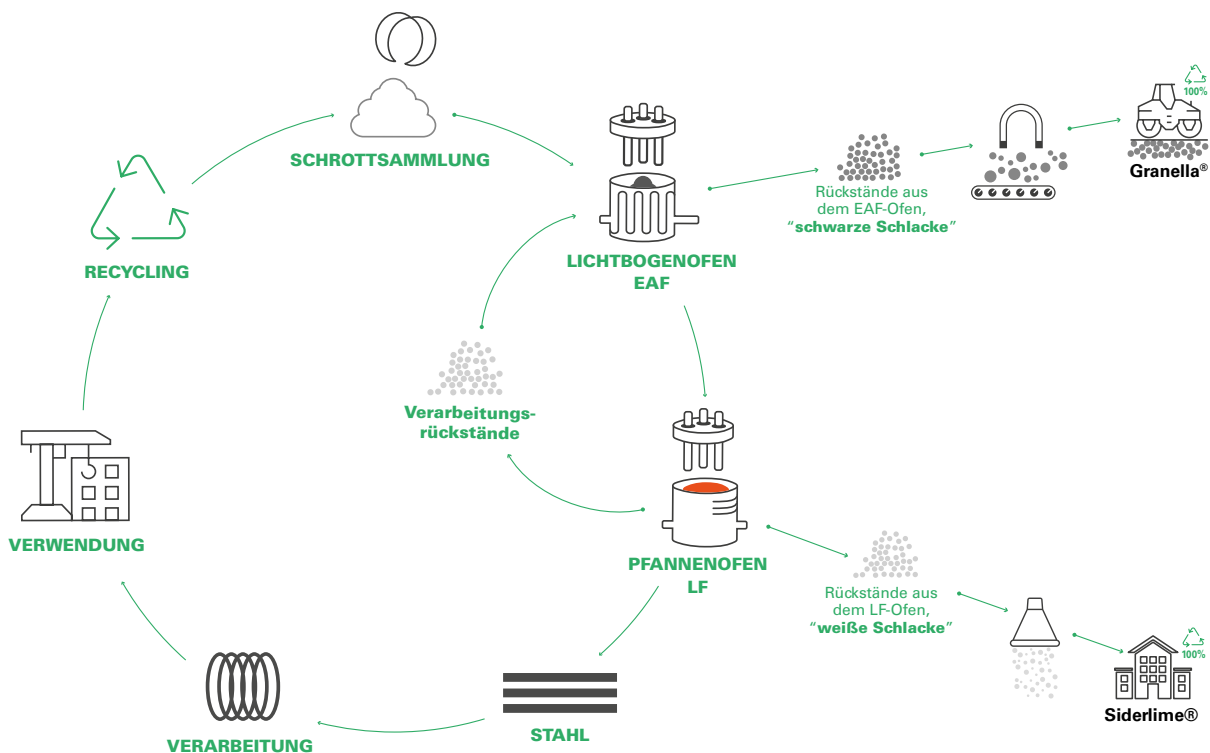 SCHROTTSAMMLUNG
100%
Granella®
Rückstände aus
dem EAF-Ofen,
“schwarze Schlacke”
LICHTBOGENOFEN
EAF
RECYCLING
Verarbeitungs-
rückstände
VERWENDUNG
PFANNENOFEN
LF
Rückstände aus
dem LF-Ofen,
“weiße Schlacke”
100%
Siderlime®
STAHL
VERARBEITUNG